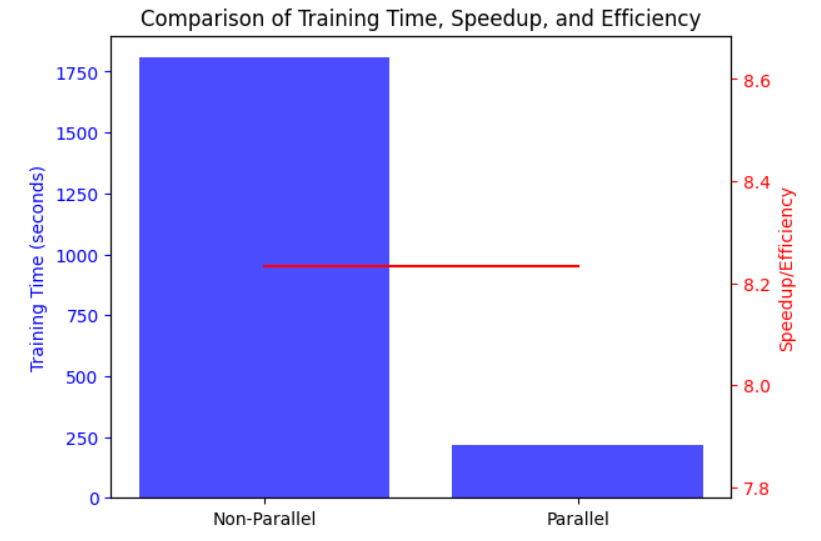 Comparison of Training Time, Speedup, and Efficiency
Training Time (seconds)
1750
1500
1250
1000
750
500
250
0
Non-Parallel
Parallel
8.6
8.4
8.2
8.0
7.8
Speedup/Efficiency